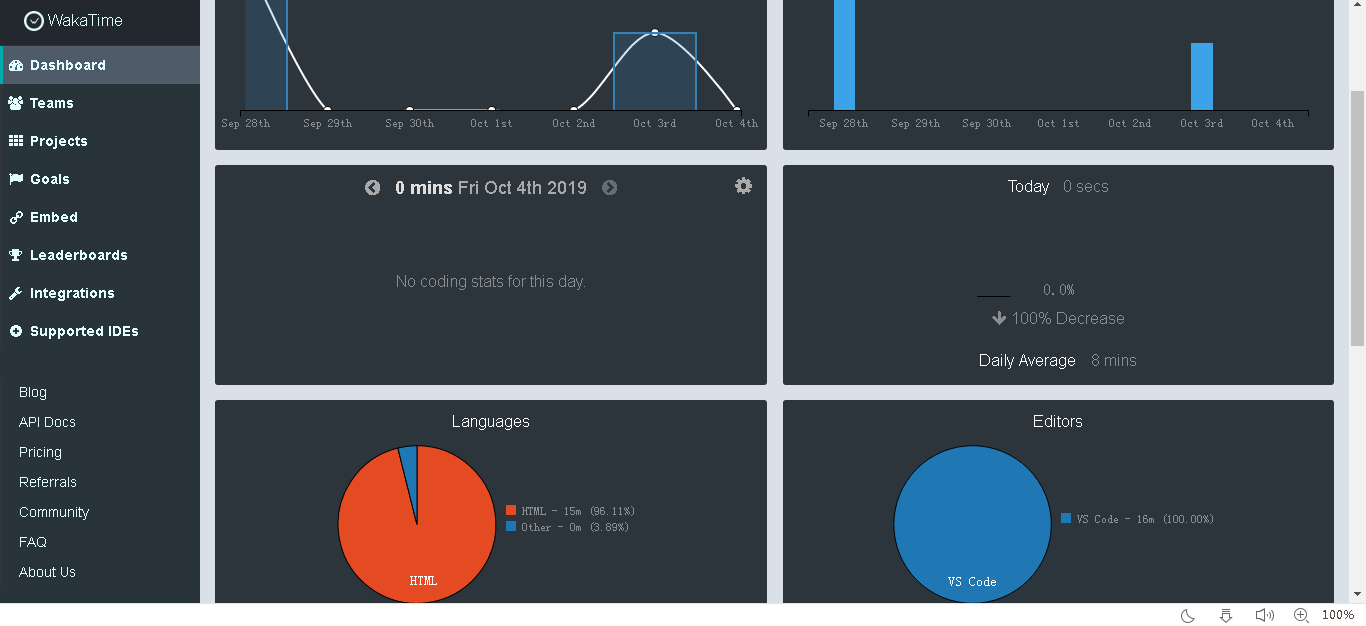 WakaTime
Dashboard
Teams
Projects
Goals
Embed
Leaderboards
Integrations
Supported IDEs
Blog
API Docs
Pricing
Referrals
Community
FAQ
About Us
Sep 28th Sep 29th Sep 30th Oct 1st Oct 2nd Oct 3rd Oct 4th
Sep 28th Sep 29th Sep 30th Oct 1st Oct 2nd Oct 3rd Oct 4th
0 mins Fri Oct 4th 2019
No coding stats for this day.
Today 0 secs
0.0%
100% Decrease
Daily Average 8 mins
Languages
HTML - 15m (96.11%)
Other - 0m (3.89%)
HTML
Editors
VS Code - 16m (100.00%)
VS Code
100%